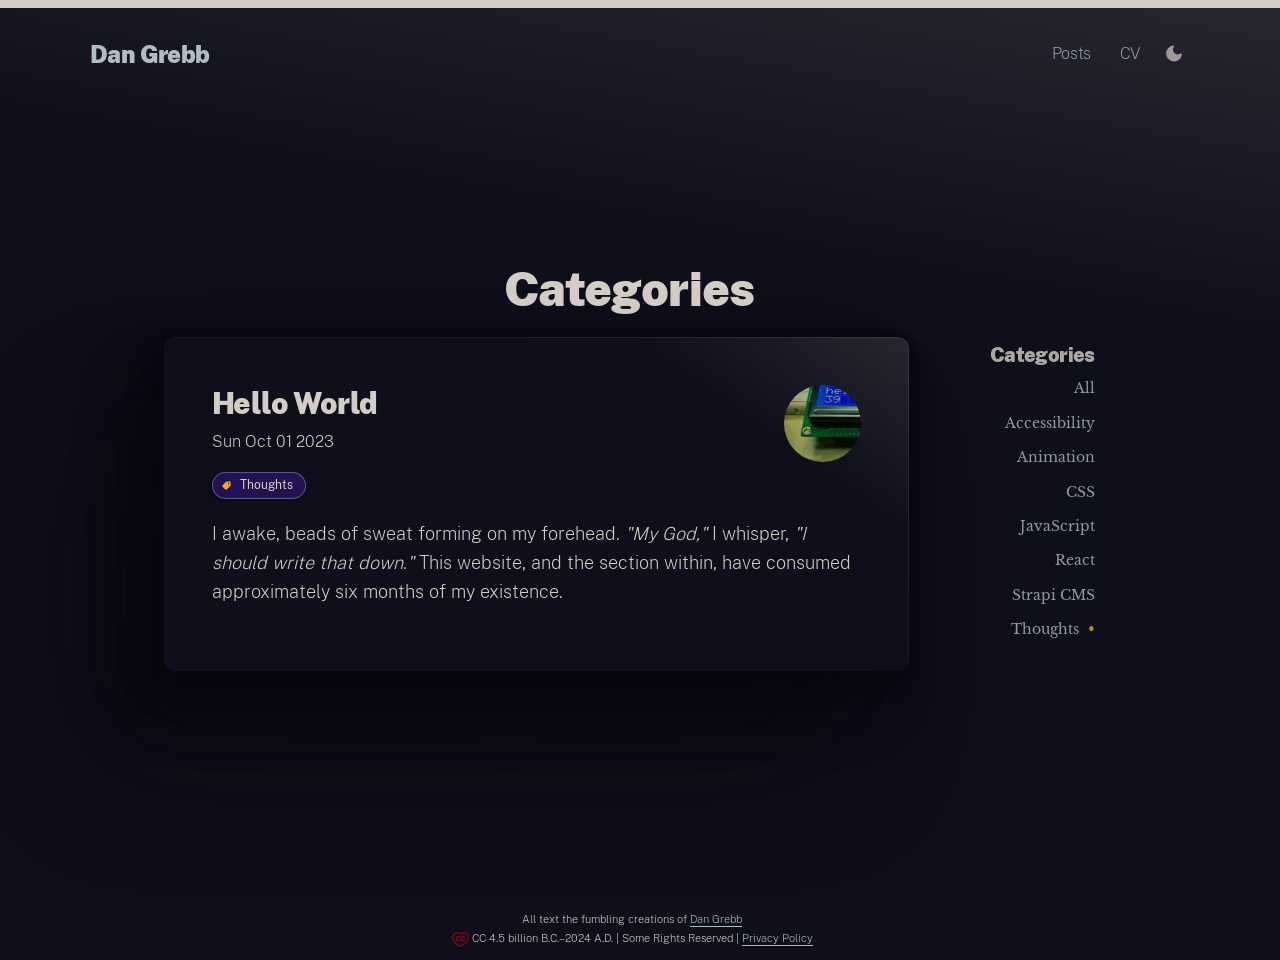 Dan Grebb
Posts
CV
Categories
Hello World
Sun Oct 01 2023
Thoughts
I awake, beads of sweat forming on my forehead. "My God," I whisper, "I
should write that down." This website, and the section within, have consumed
approximately six months of my existence.
Categories
All
Accessibility
Animation
CSS
JavaScript
React
Strapi CMS
Thoughts •
All text the fumbling creations of Dan Grebb
CC 4.5 billion B.C.–2024 A.D. | Some Rights Reserved | Privacy Policy